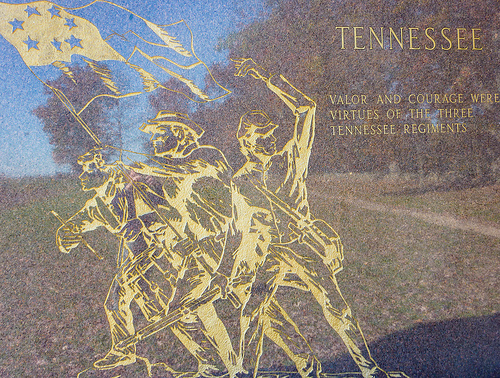 TENNESSEE
VALOR AND COURAGE WERE
VIRTUES OF THE THREE
TENNESSEE REGIMENTS